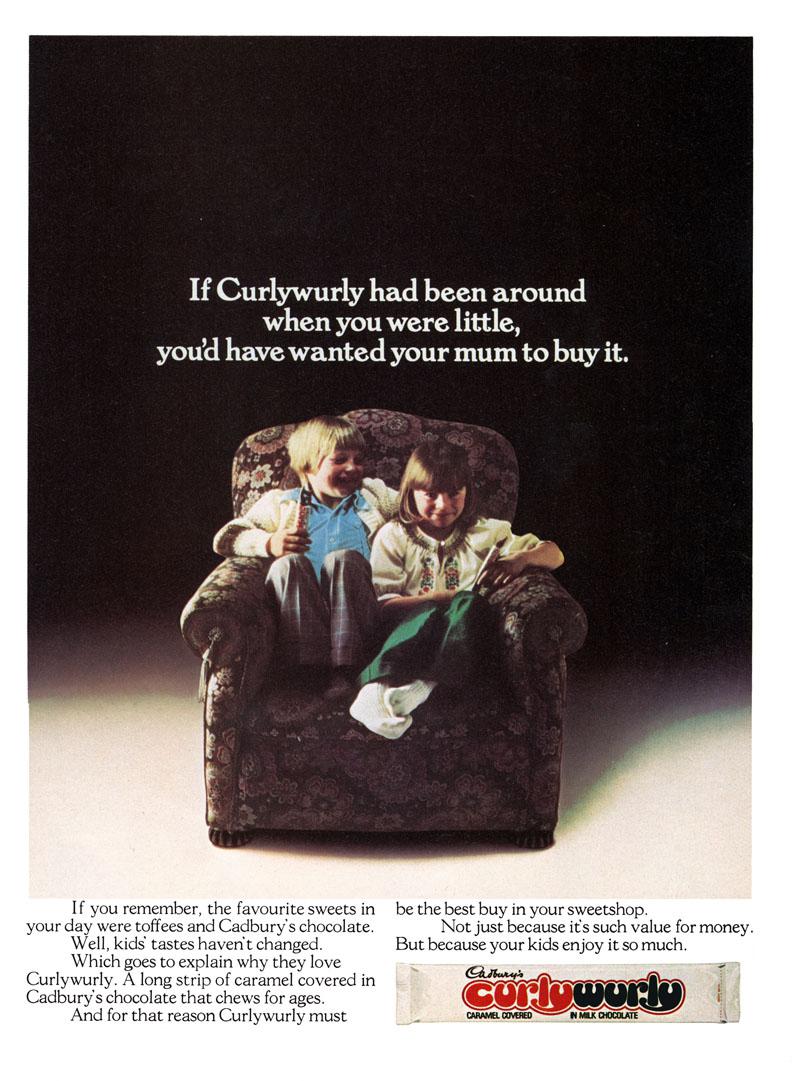 If Curlywurly had been around
when you were little,
you'd have wanted your mum to buy it.
If you remember, the favourite sweets in
your day were toffees and Cadbury's chocolate.
Well, kids' tastes haven't changed.
Which goes to explain why they love
Curlywurly. A long strip of caramel covered in
Cadbury's chocolate that chews for ages.
And for that reason Curlywurly must
be the best buy in your sweetshop.
Not just because it's such value for money.
But because your kids enjoy it so much.
Cadbury's
curlywurly
CARAMEL COVERED IN MILK CHOCOLATE